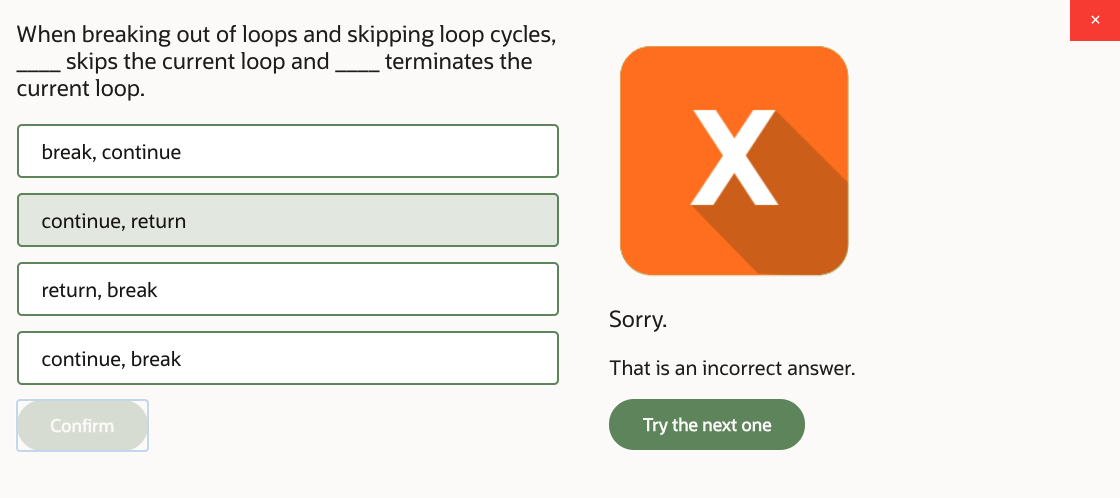 When breaking out of loops and skipping loop cycles,
____ skips the current loop and ____ terminates the
current loop.
break, continue
continue, return
return, break
continue, break
Confirm
×
X
Sorry.
That is an incorrect answer.
Try the next one